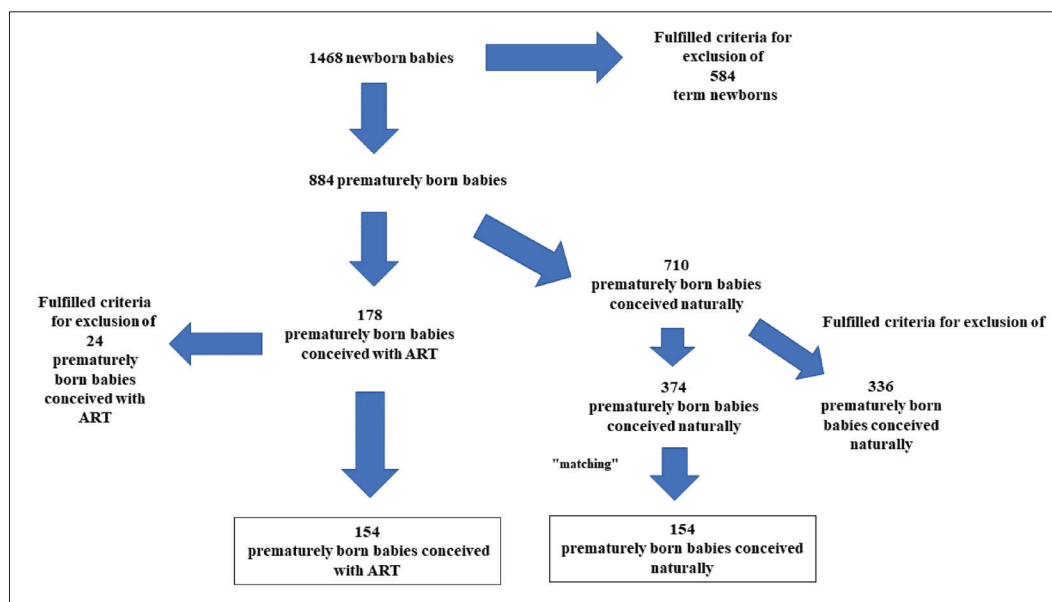 1468 newborn babies
Fulfilled criteria for
exclusion of
584
term newborns
884 prematurely born babies
710
prematurely born babies
conceived naturally
Fulfilled criteria
for exclusion of
24
prematurely
born babies
conceived with
ART
178
prematurely born babies
conceived with ART
Fulfilled criteria for exclusion of
374
prematurely born babies
conceived naturally
336
prematurely born
babies conceived
naturally
"matching"
154
prematurely born babies conceived
with ART
154
prematurely born babies conceived
naturally